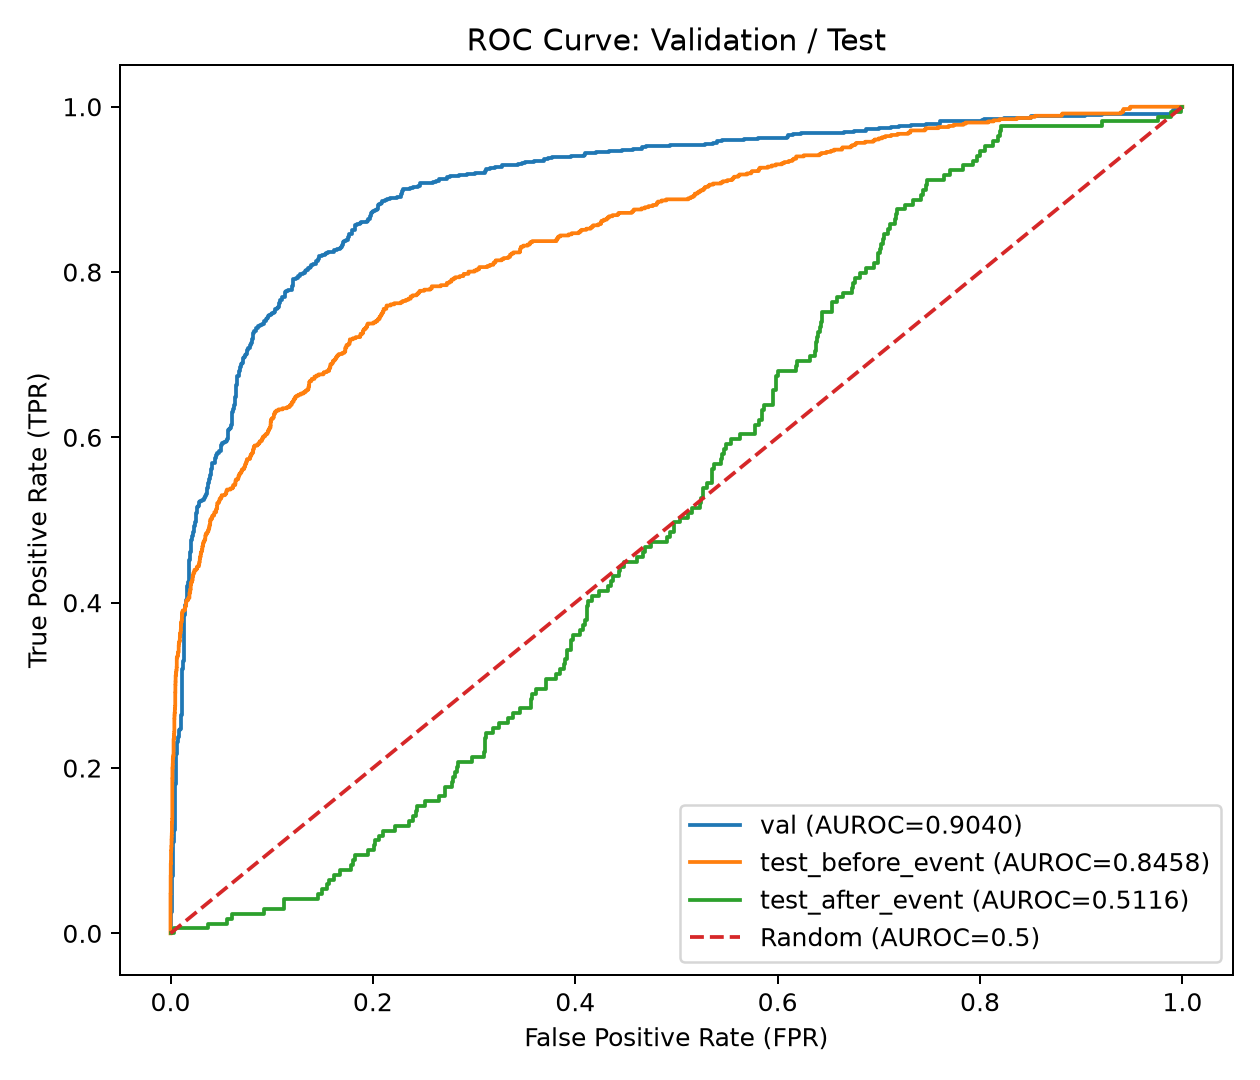 ROC Curve: Validation / Test
True Positive Rate (TPR)
1.0
0.8
0.6
0.4
0.2
0.0
0.0 0.2 0.4 0.6 0.8 1.0
False Positive Rate (FPR)
val (AUROC=0.9040)
test_before_event (AUROC=0.8458)
test_after_event (AUROC=0.5116)
Random (AUROC=0.5)